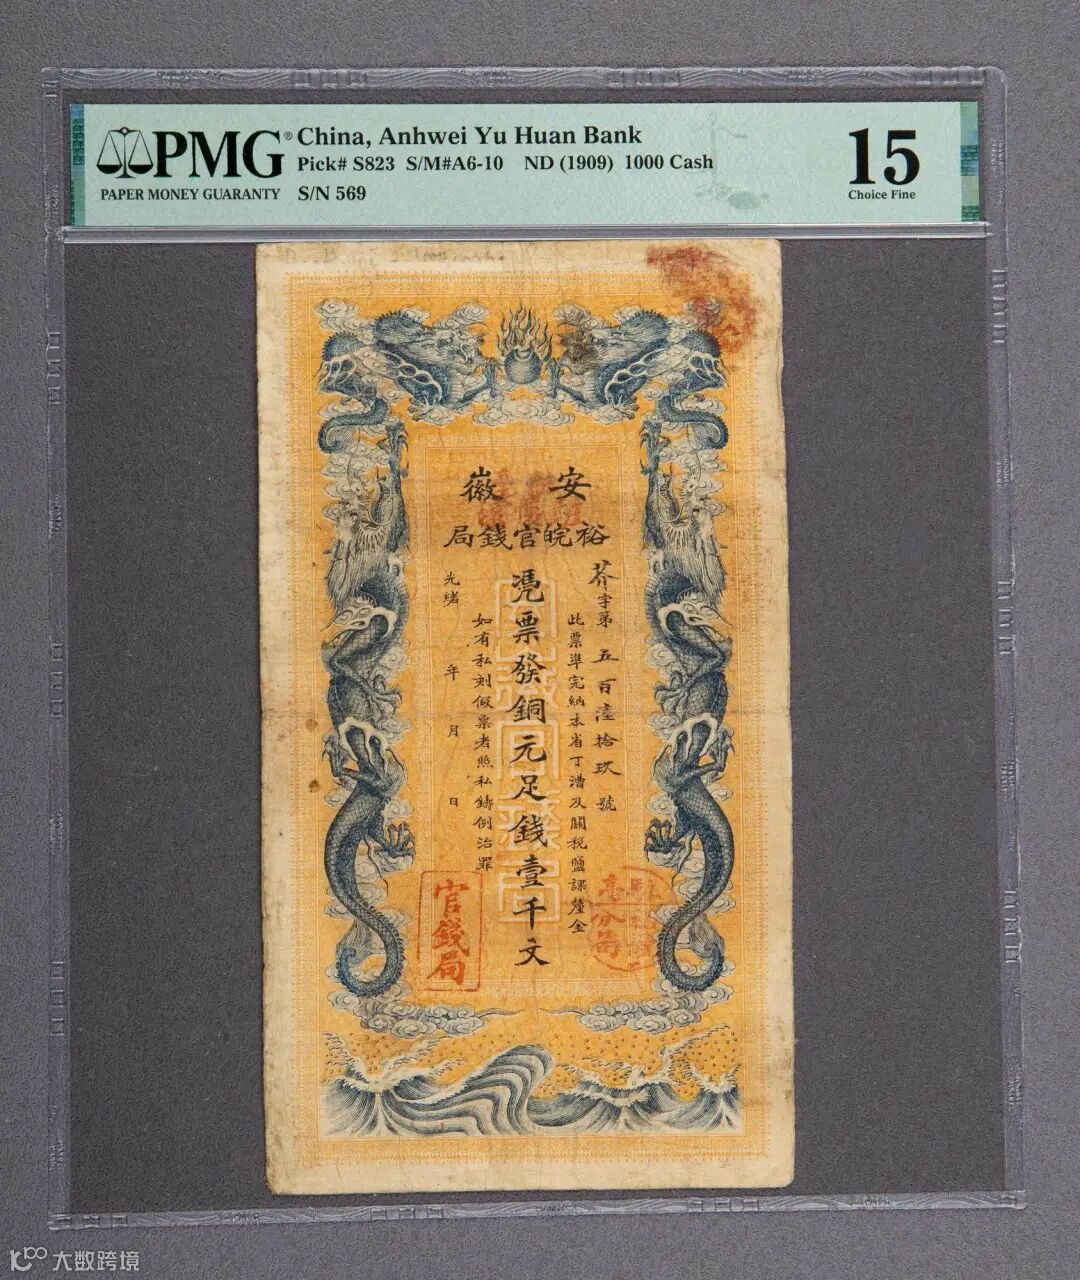 PMG®
PAPER MONEY GUARANTY
China, Anhwei Yu Huan Bank
Pick# S823 S/M#A6-10 ND (1909) 1000 Cash
S/N 569
15
Choice Fine
安徽
裕皖官錢局
芥字第五百陸拾玖號
此票準完納本省丁漕及關稅鹽課釐金
憑票發銅元足錢壹千文
如有私刻假票者照私鑄例治罪
光緒 年 月 日
官錢局
大数跨境